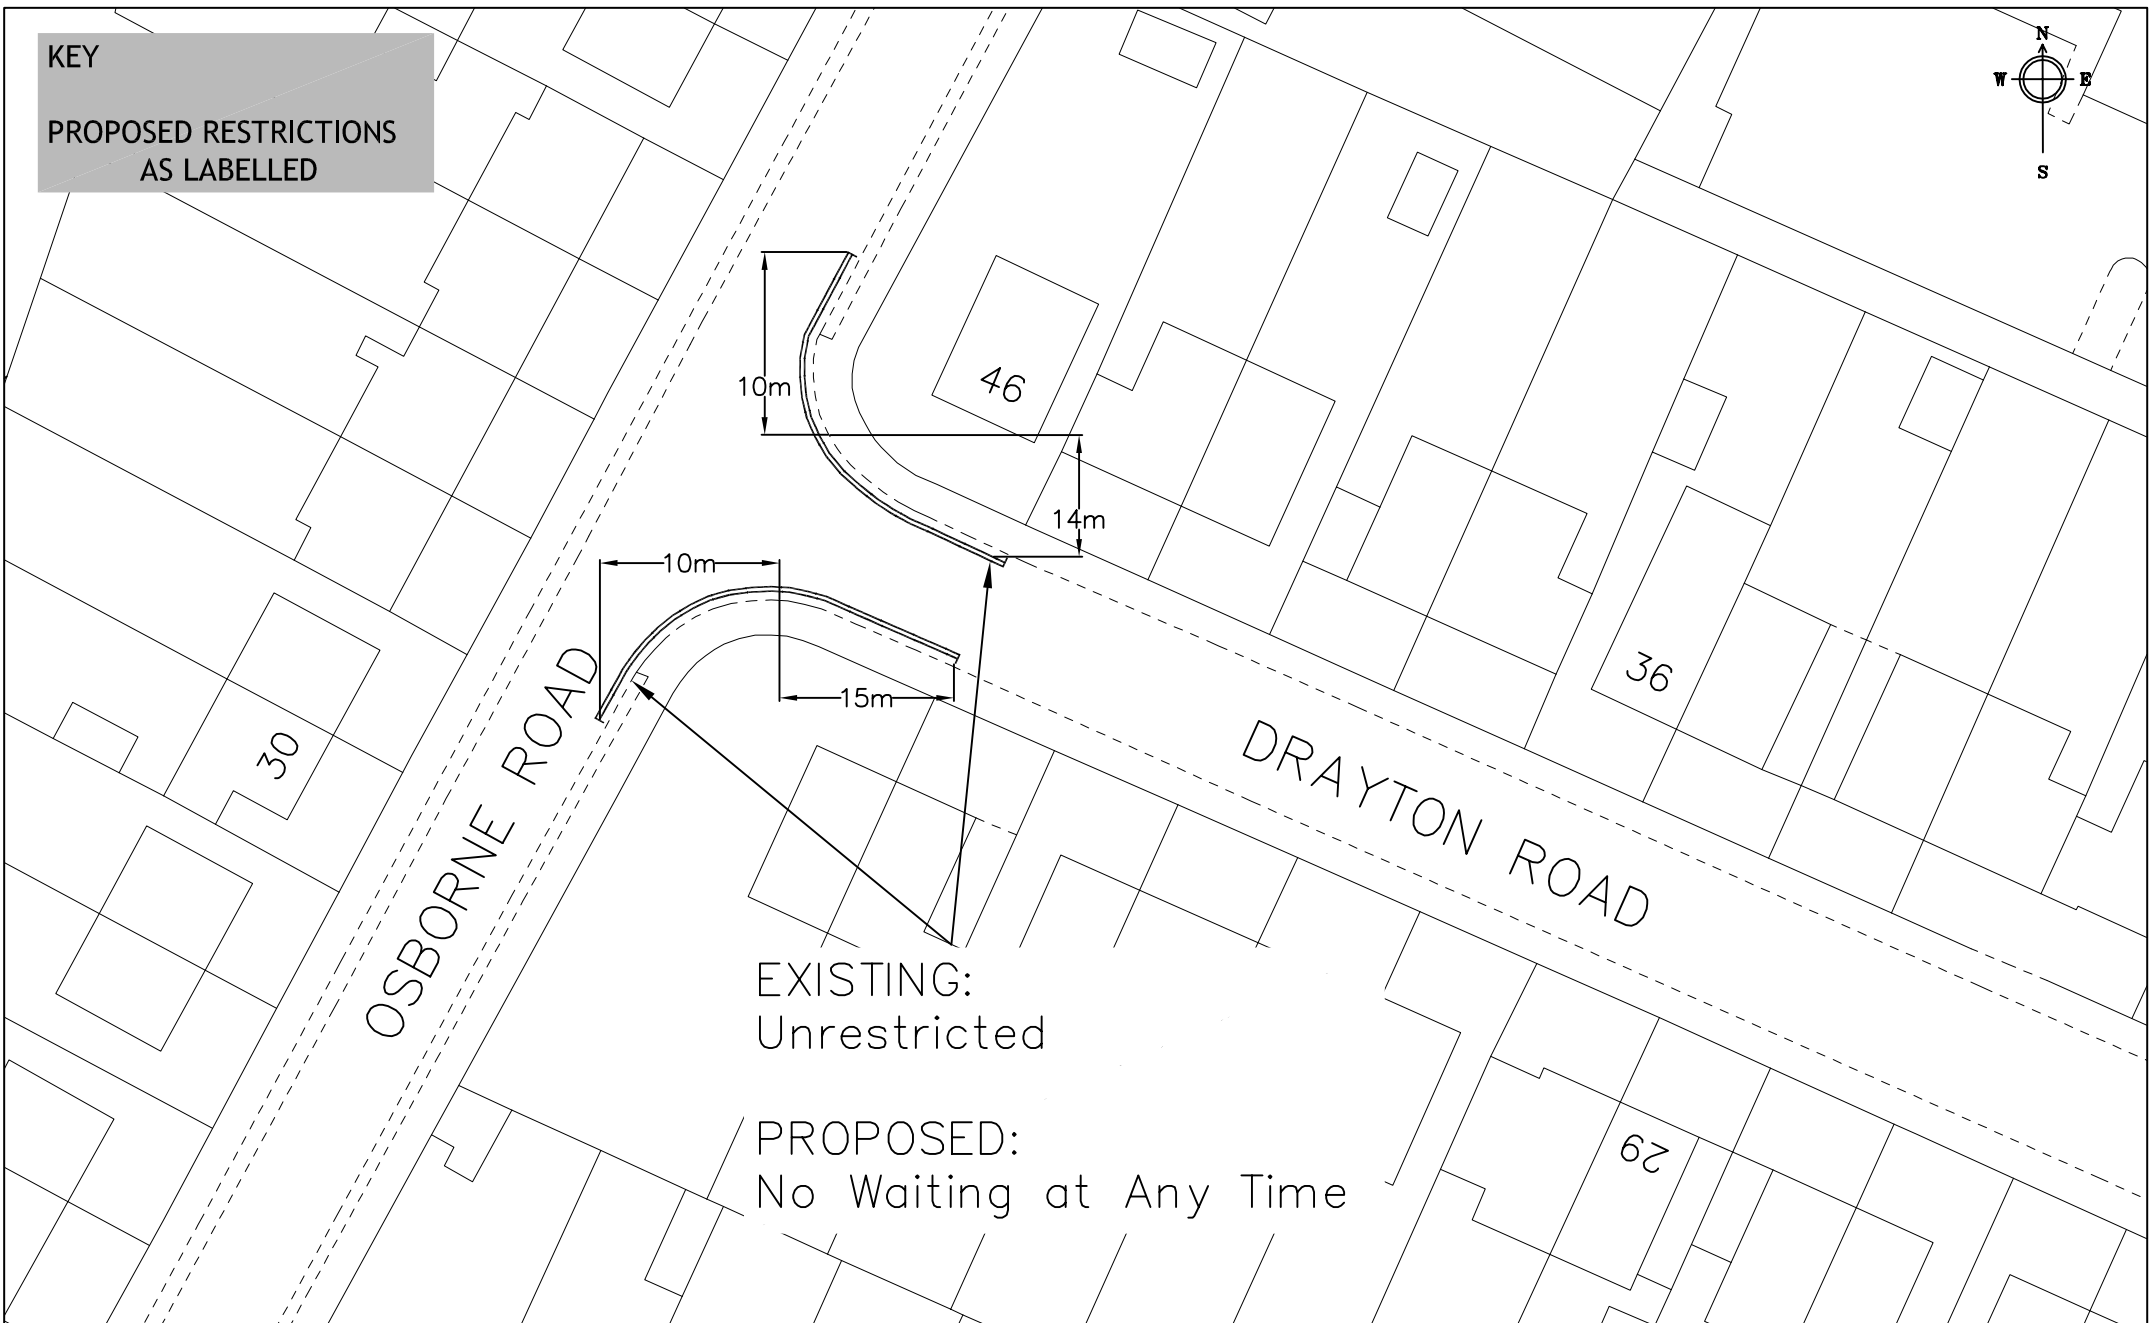 KEY
PROPOSED RESTRICTIONS
AS LABELLED
N
W E
S
10m
46
14m
10m
15m
36
30
OSBORNE ROAD
DRAYTON ROAD
EXISTING:
Unrestricted
PROPOSED:
No Waiting at Any Time
29